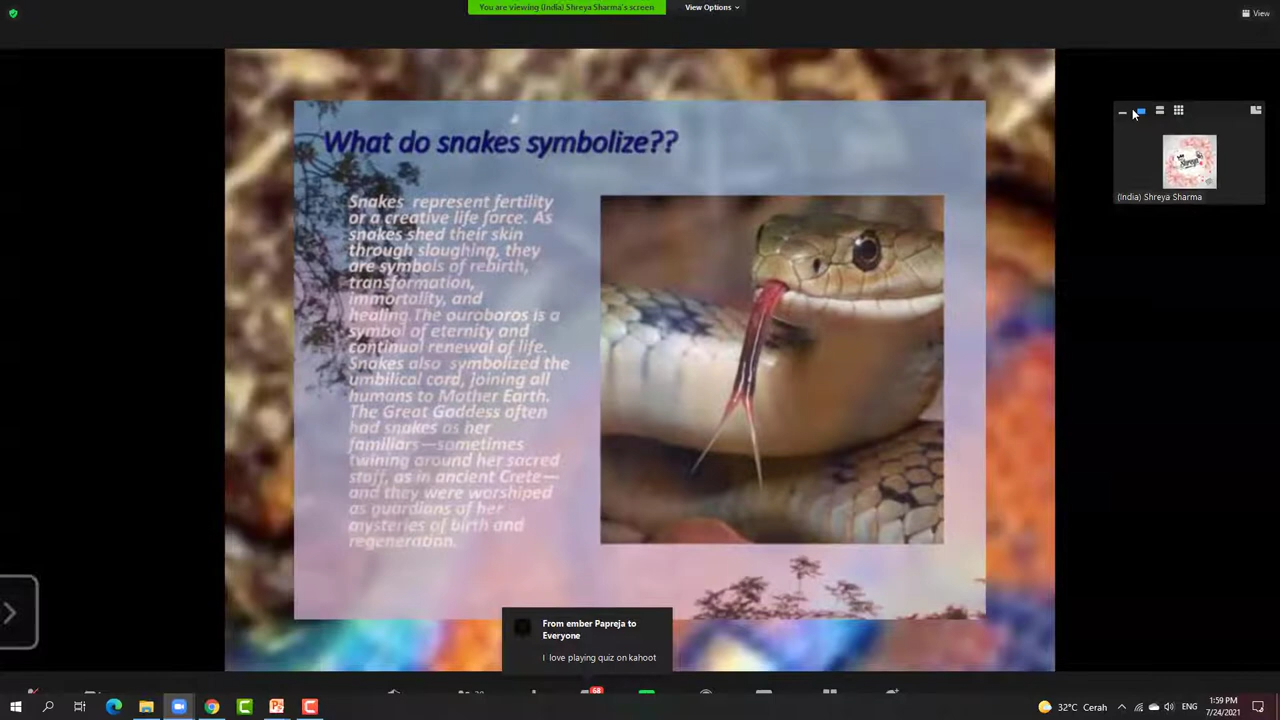 You are viewing (India) Shreya Sharma's screen
View Options
View
What do snakes symbolize??
Snakes represent fertility
or a creative life force. As
snakes shed their skin
through sloughing, they
are symbols of rebirth,
transformation,
immortality, and
healing.The ouroboros is a
symbol of eternity and
continual renewal of life.
Snakes also symbolized the
umbilical cord, joining all
humans to Mother Earth.
The Great Goddess often
had snakes as her
familiars—sometimes
twining around her sacred
staff, as in ancient Crete—
and they were worshiped
as guardians of her
mysteries of birth and
regeneration.
Shreya
(India) Shreya Sharma
From ember Papreja to
Everyone
I love playing quiz on kahoot
68
32°C Cerah
ENG
1:59 PM
7/24/2021